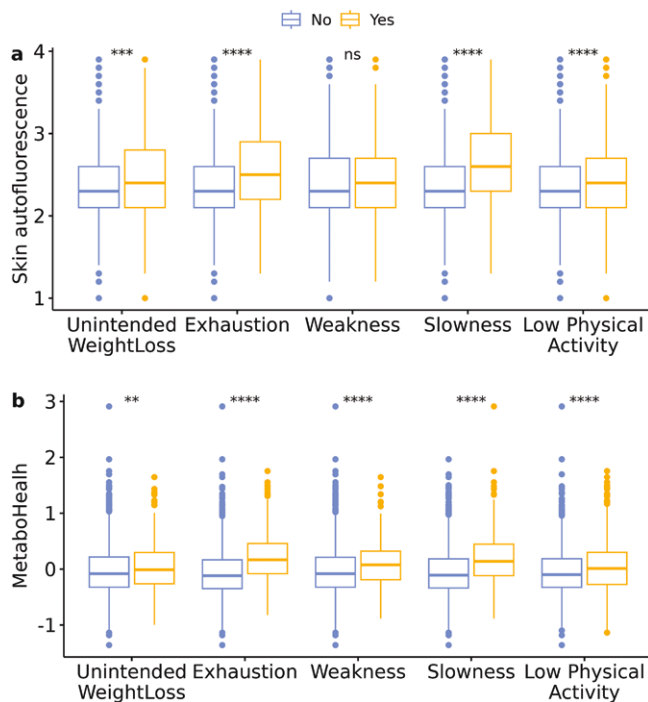 No Yes
a
Skin autofluorescence
4
3
2
1
*** **** ns **** ****
Unintended WeightLoss
Exhaustion
Weakness
Slowness
Low Physical Activity
b
MetaboHealh
3
2
1
0
-1
** **** **** **** ****
Unintended WeightLoss
Exhaustion
Weakness
Slowness
Low Physical Activity